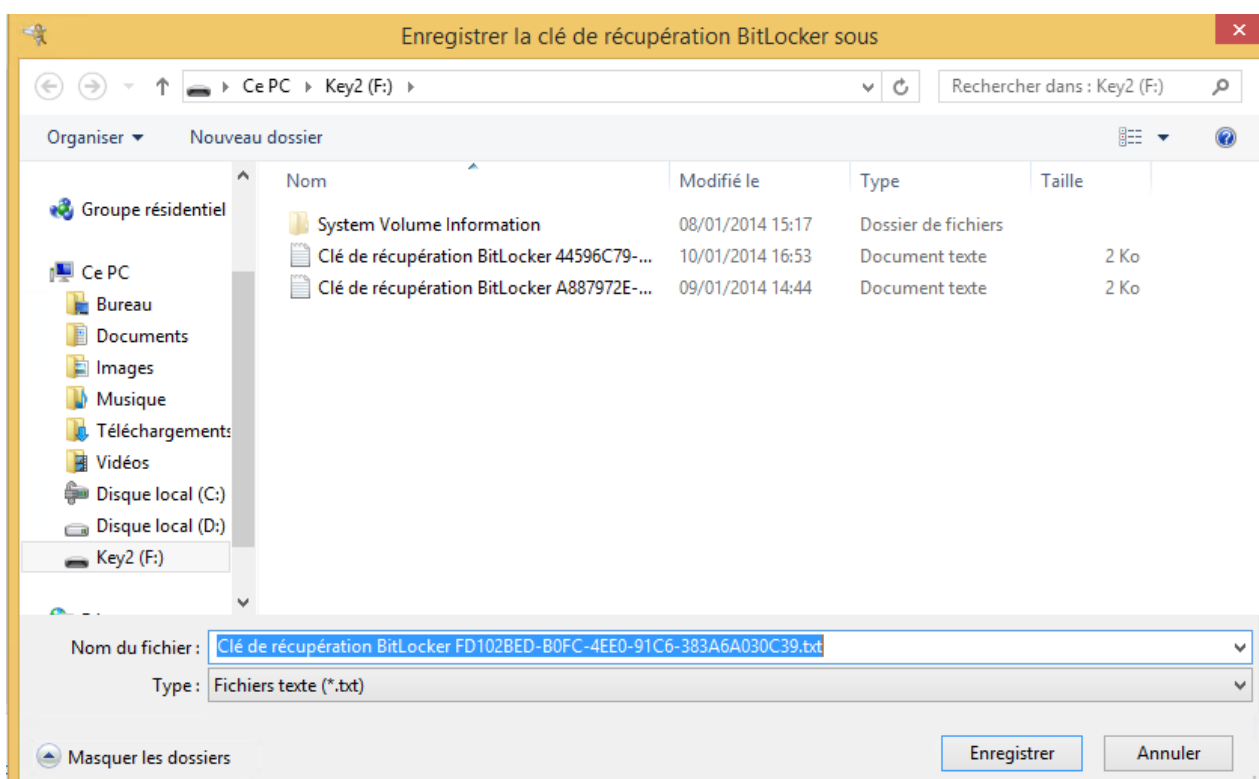 Enregistrer la clé de récupération BitLocker sous
Ce PC Key2 (F:)
Rechercher dans : Key2 (F:)
Organiser Nouveau dossier
Nom Modifié le Type Taille
Groupe résidentiel
Ce PC
Bureau
Documents
Images
Musique
Téléchargements
Vidéos
Disque local (C:)
Disque local (D:)
Key2 (F:)
System Volume Information 08/01/2014 15:17 Dossier de fichiers
Clé de récupération BitLocker 44596C79-... 10/01/2014 16:53 Document texte 2 Ko
Clé de récupération BitLocker A887972E-... 09/01/2014 14:44 Document texte 2 Ko
Nom du fichier : Clé de récupération BitLocker FD102BED-B0FC-4EE0-91C6-383A6A030C39.txt
Type : Fichiers texte (*.txt)
Masquer les dossiers Enregistrer Annuler